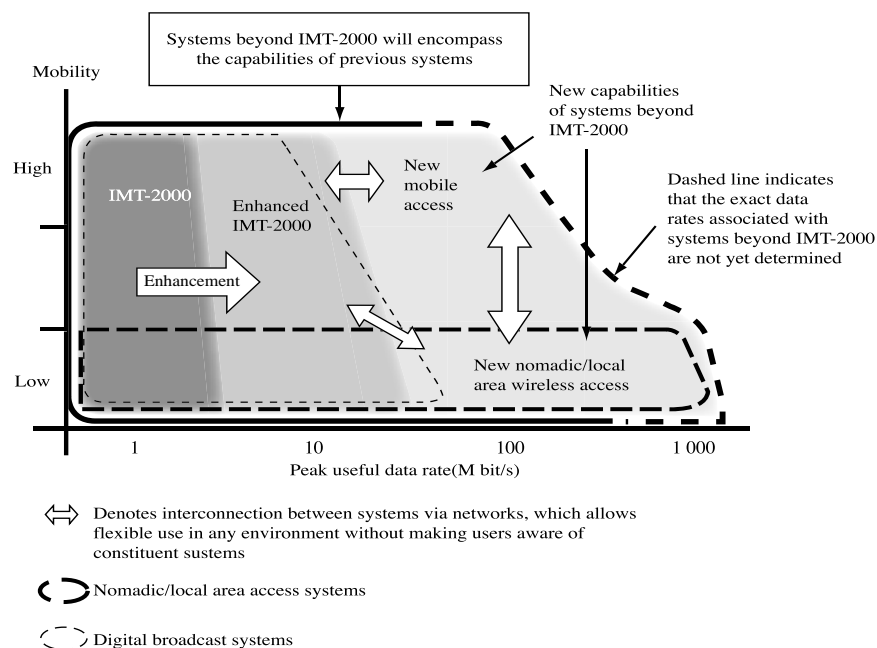 Systems beyond IMT-2000 will encompass
the capabilities of previous systems
Mobility
New capabilities
of systems beyond
IMT-2000
High
New
mobile
access
IMT-2000
Enhanced
IMT-2000
Dashed line indicates
that the exact data
rates associated with
systems beyond IMT-2000
are not yet determined
Enhancement
Low
New nomadic/local
area wireless access
1 10 100 1 000
Peak useful data rate(M bit/s)
Denotes interconnection between systems via networks, which allows
flexible use in any environment without making users aware of
constituent sustems
Nomadic/local area access systems
Digital broadcast systems